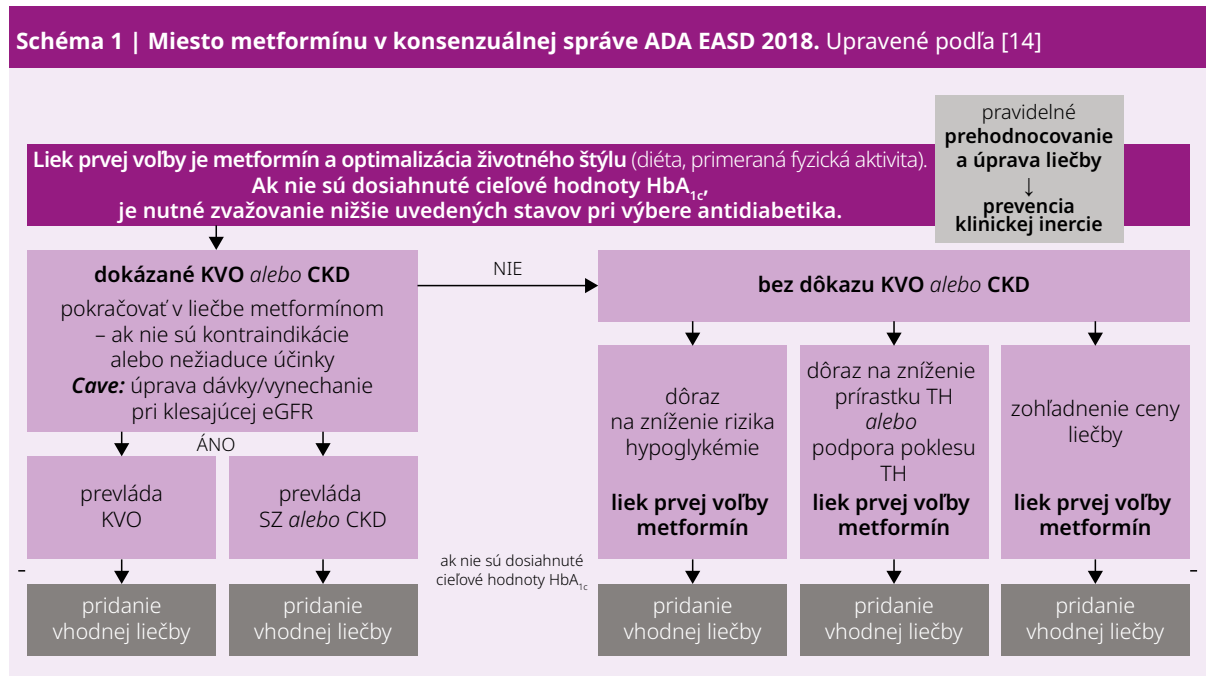 Schéma 1 | Miesto metformínu v konsenzuálnej správe ADA EASD 2018. Upravené podľa [14]
pravidelné
prehodnocovanie
a úprava liečby
↓
prevencia
klinickej inercie
Liek prvej voľby je metformín a optimalizácia životného štýlu (diéta, primeraná fyzická aktivita).
Ak nie sú dosiahnuté cieľové hodnoty HbA1c,
je nutné zvažovanie nižšie uvedených stavov pri výbere antidiabetika.
dokázané KVO alebo CKD
pokračovať v liečbe metformínom
– ak nie sú kontraindikácie
alebo nežiaduce účinky
Cave: úprava dávky/vynechanie
pri klesajúcej eGFR
NIE
bez dôkazu KVO alebo CKD
ÁNO
prevláda
KVO
prevláda
SZ alebo CKD
dôraz
na zníženie rizika
hypoglykémie
liek prvej voľby
metformín
dôraz na zníženie
prírastku TH
alebo
podpora poklesu
TH
liek prvej voľby
metformín
zohľadnenie ceny
liečby
liek prvej voľby
metformín
ak nie sú dosiahnuté
cieľové hodnoty HbA1c
pridanie
vhodnej liečby
pridanie
vhodnej liečby
pridanie
vhodnej liečby
pridanie
vhodnej liečby
pridanie
vhodnej liečby